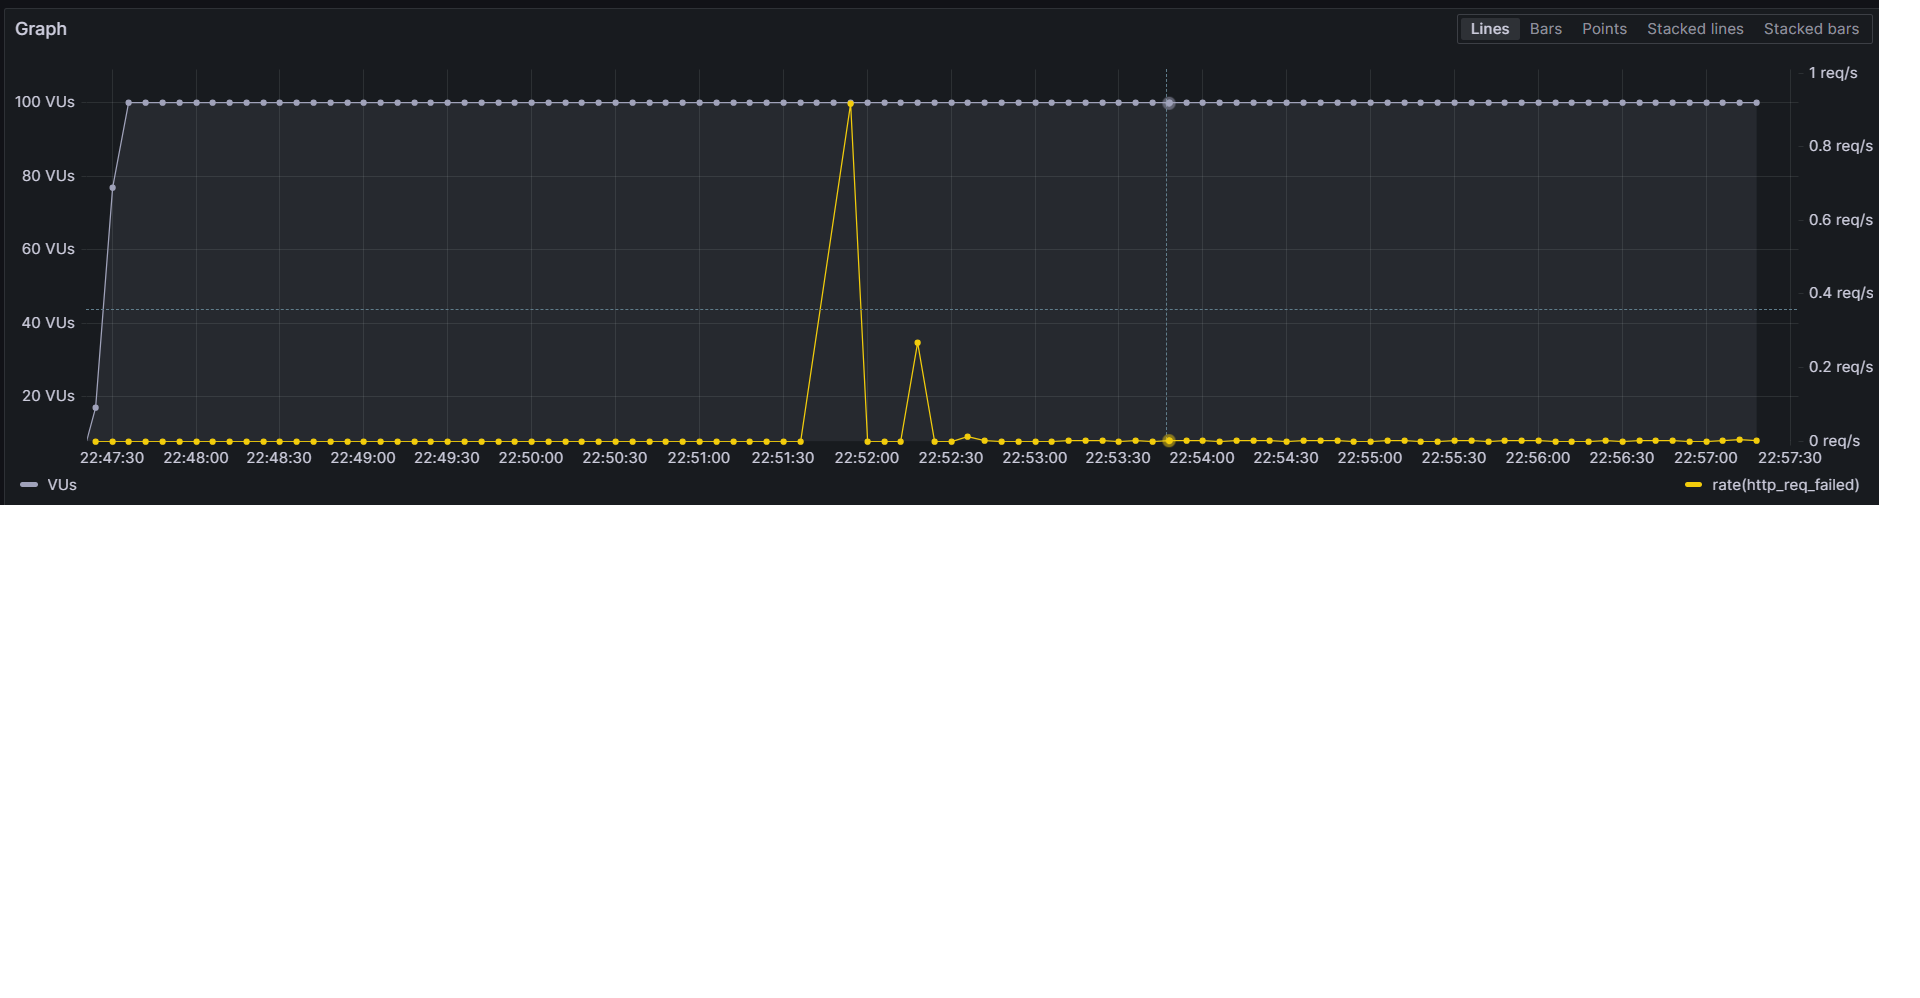 Graph
Lines Bars Points Stacked lines Stacked bars
1 req/s
100 VUs
0.8 req/s
80 VUs
0.6 req/s
60 VUs
0.4 req/s
40 VUs
0.2 req/s
20 VUs
0 req/s
22:47:30 22:48:00 22:48:30 22:49:00 22:49:30 22:50:00 22:50:30 22:51:00 22:51:30 22:52:00 22:52:30 22:53:00 22:53:30 22:54:00 22:54:30 22:55:00 22:55:30 22:56:00 22:56:30 22:57:00 22:57:30
VUs rate(http_req_failed)